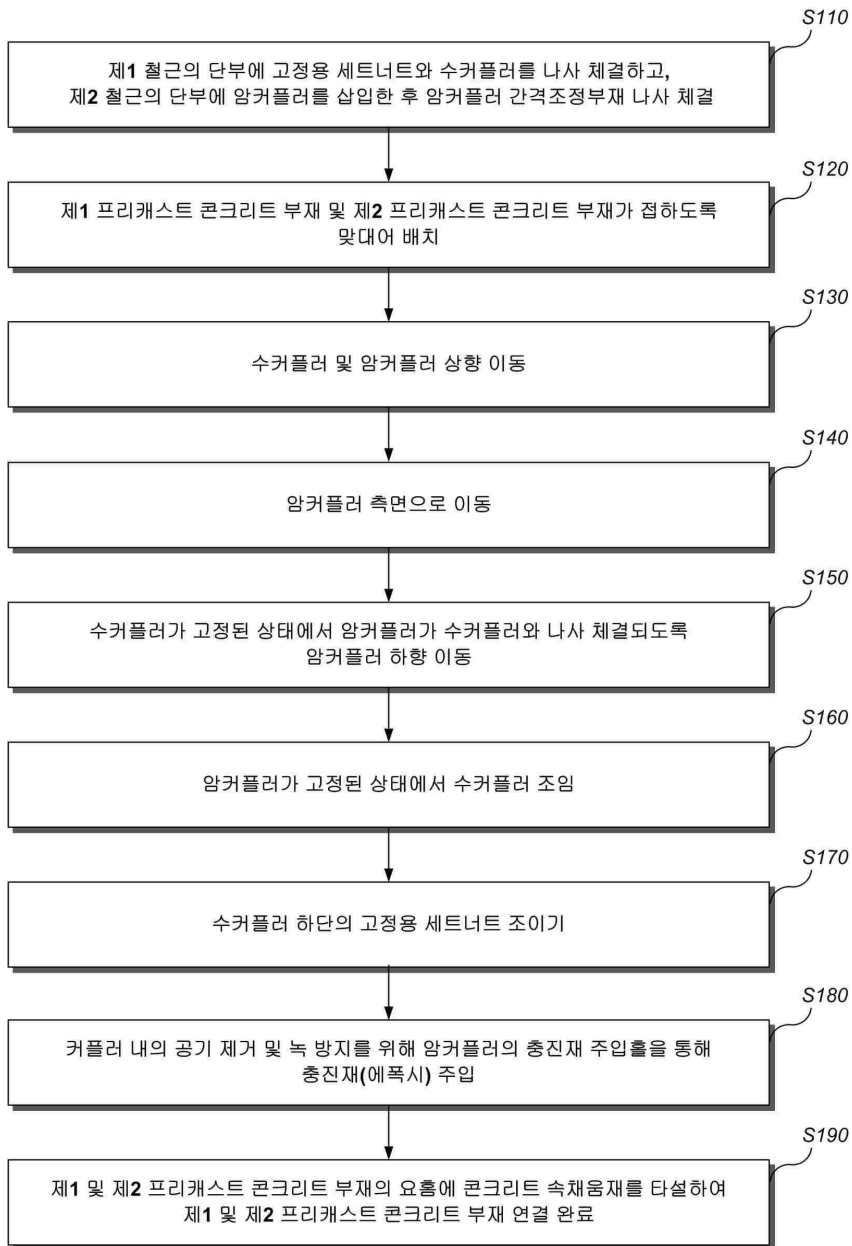 S110
제1 철근의 단부에 고정용 세트너트와 수커플러를 나사 체결하고,
제2 철근의 단부에 암커플러를 삽입한 후 암커플러 간격조정부재 나사 체결
S120
제1 프리캐스트 콘크리트 부재 및 제2 프리캐스트 콘크리트 부재가 접하도록
맞대어 배치
S130
수커플러 및 암커플러 상향 이동
S140
암커플러 측면으로 이동
S150
수커플러가 고정된 상태에서 암커플러가 수커플러와 나사 체결되도록
암커플러 하향 이동
S160
암커플러가 고정된 상태에서 수커플러 조임
S170
수커플러 하단의 고정용 세트너트 조이기
S180
커플러 내의 공기 제거 및 녹 방지를 위해 암커플러의 충진재 주입홀을 통해
충진재(에폭시) 주입
S190
제1 및 제2 프리캐스트 콘크리트 부재의 요홈에 콘크리트 속채움재를 타설하여
제1 및 제2 프리캐스트 콘크리트 부재 연결 완료